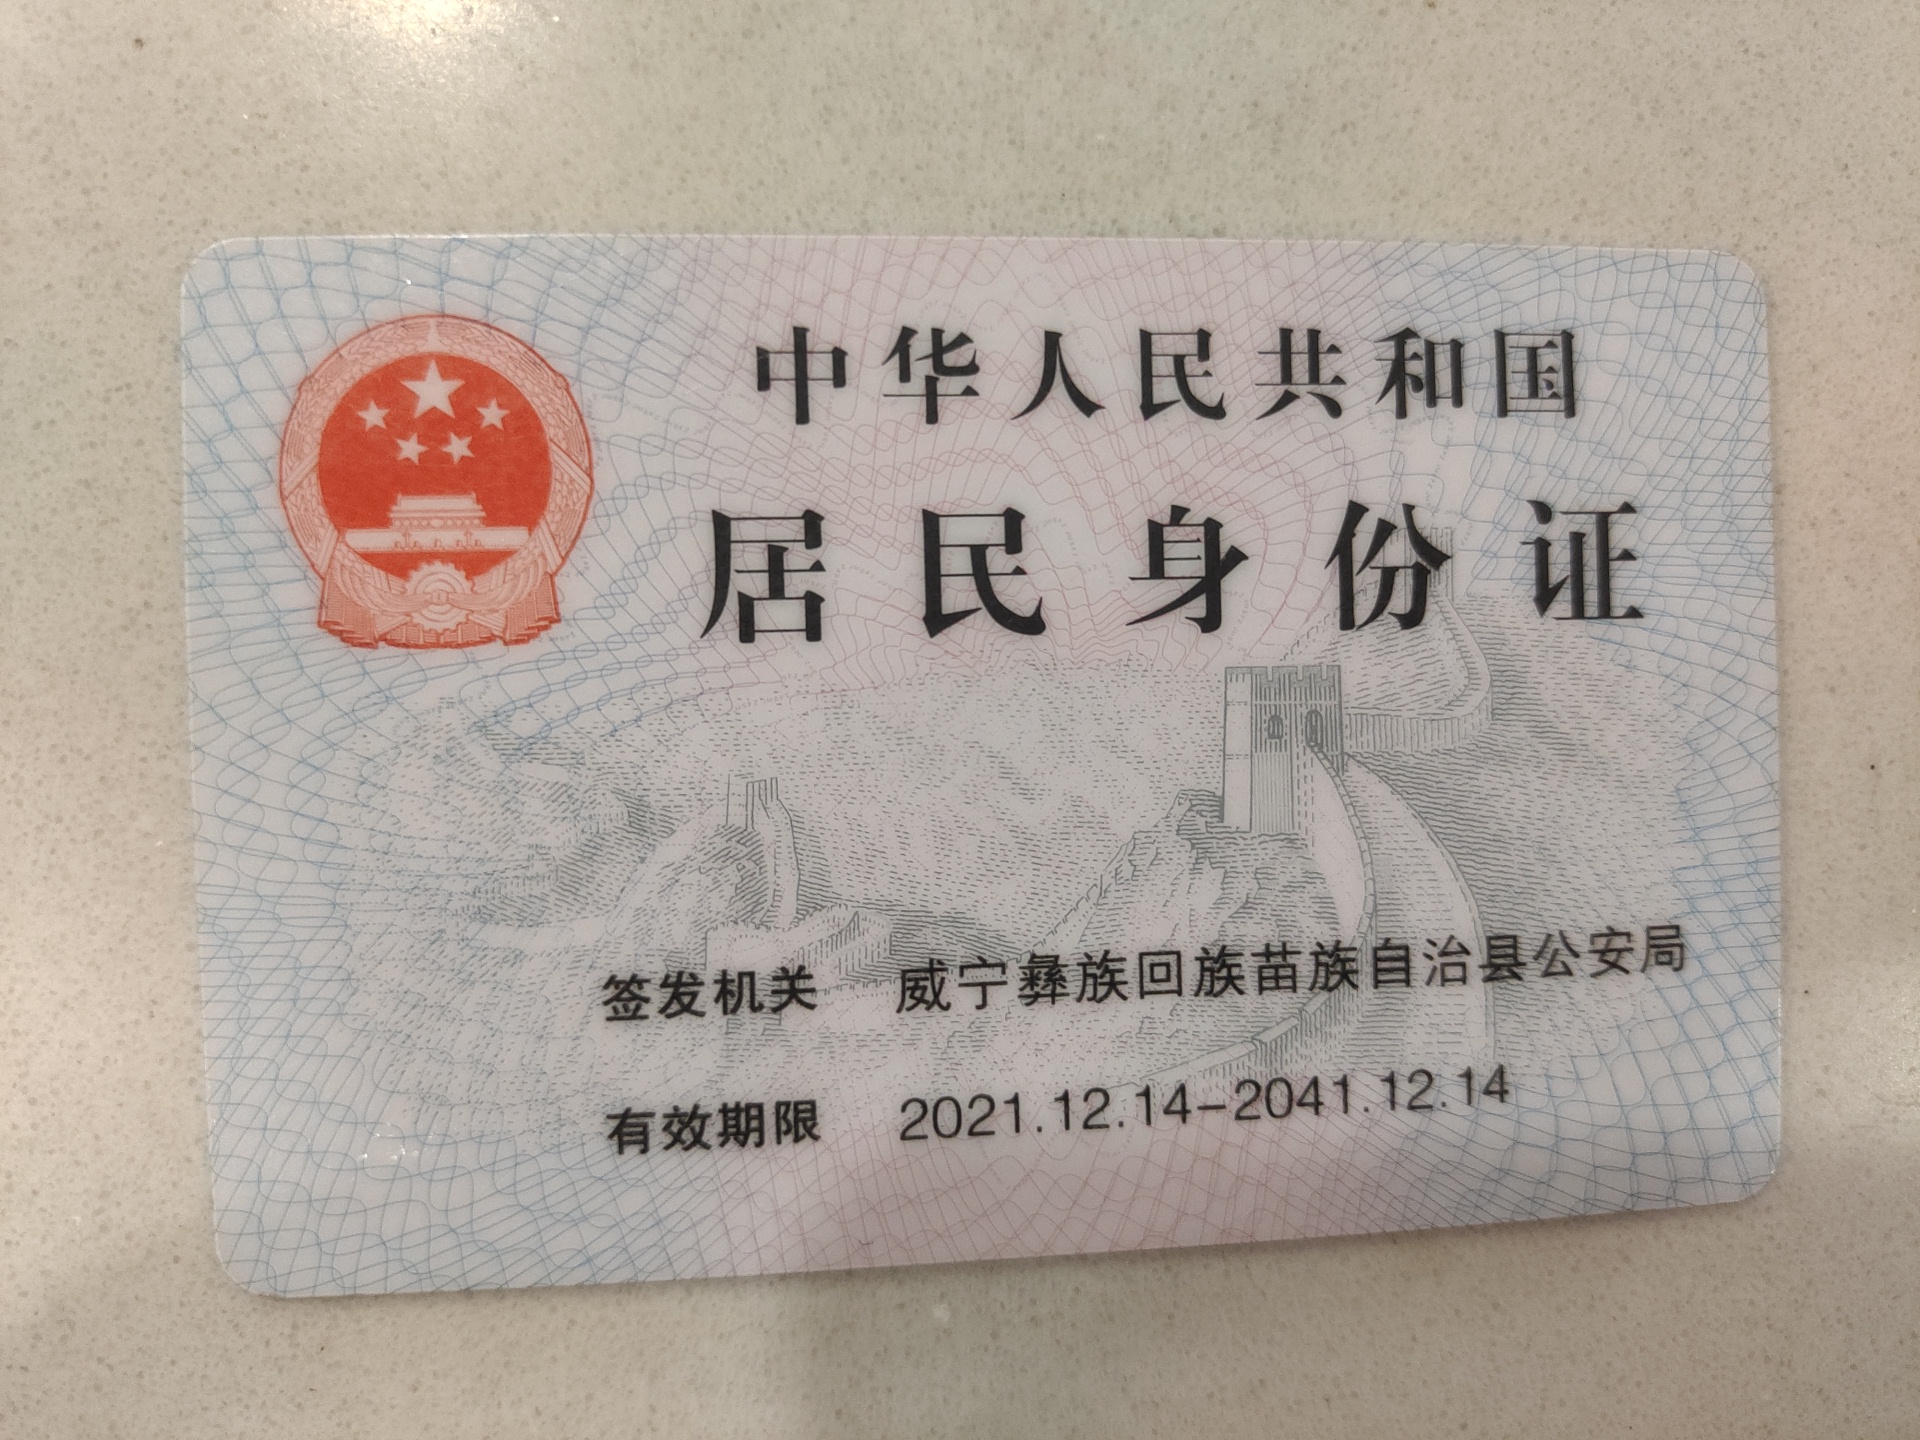 中华人民共和国
居民身份证
签发机关 威宁彝族回族苗族自治县公安局
有效期限 2021.12.14-2041.12.14